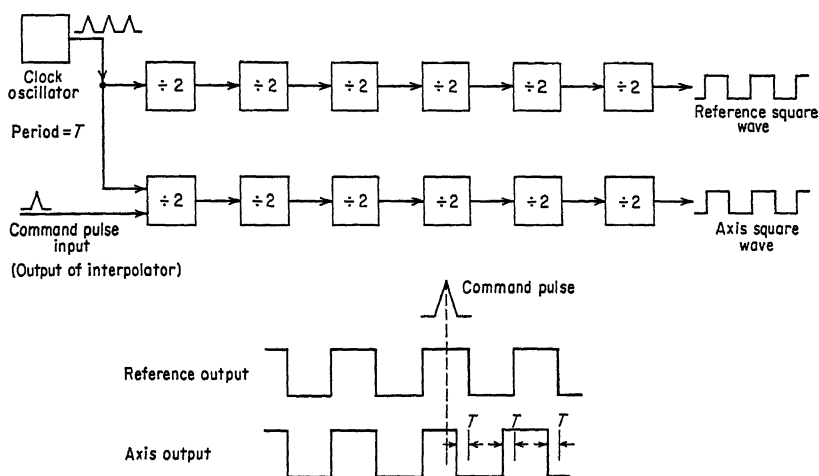 Clock
oscillator
Period = T
÷2 ÷2 ÷2 ÷2 ÷2 ÷2
Reference square
wave
÷2 ÷2 ÷2 ÷2 ÷2 ÷2
Command pulse
input
(Output of interpolator)
Axis square
wave
Command pulse
Reference output
T T T
Axis output